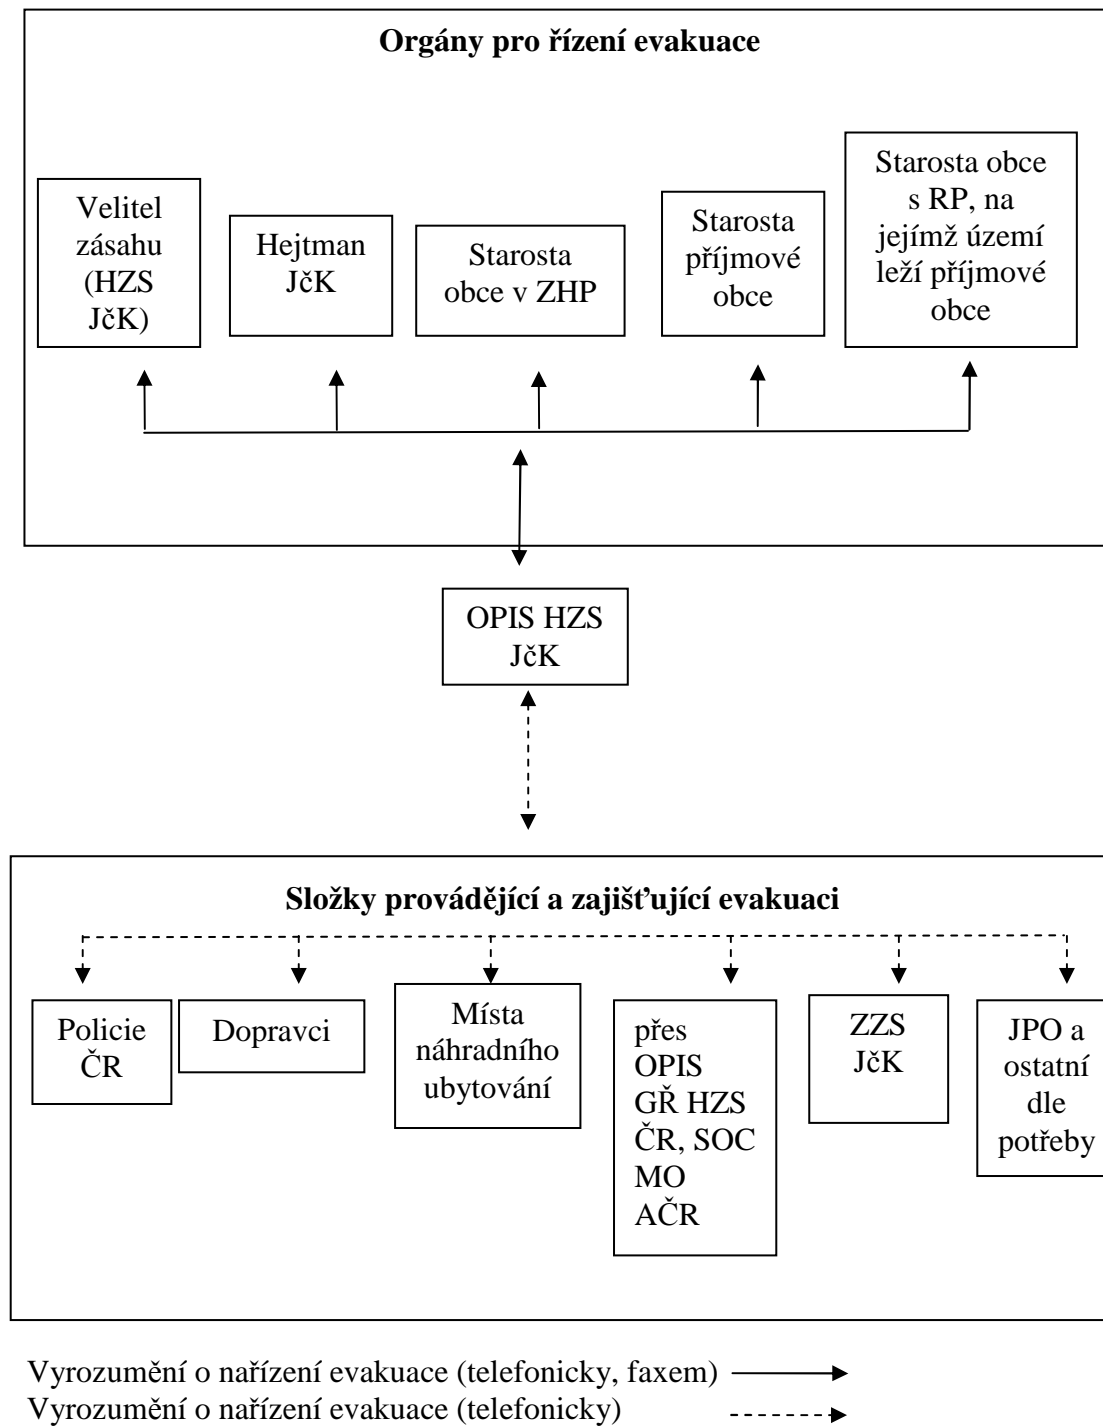 Orgány pro řízení evakuace
Velitel
zásahu
(HZS
JčK)
Hejtman
JčK
Starosta
obce v ZHP
Starosta
příjmové
obce
Starosta obce
s RP, na
jejímž území
leží příjmové
obce
OPIS HZS
JčK
Složky provádějící a zajišťující evakuaci
Policie
ČR
Dopravci
Místa
náhradního
ubytování
přes
OPIS
GŘ HZS
ČR, SOC
MO
AČR
ZZS
JčK
JPO a
ostatní
dle
potřeby
Vyrozumění o nařízení evakuace (telefonicky, faxem)
Vyrozumění o nařízení evakuace (telefonicky)